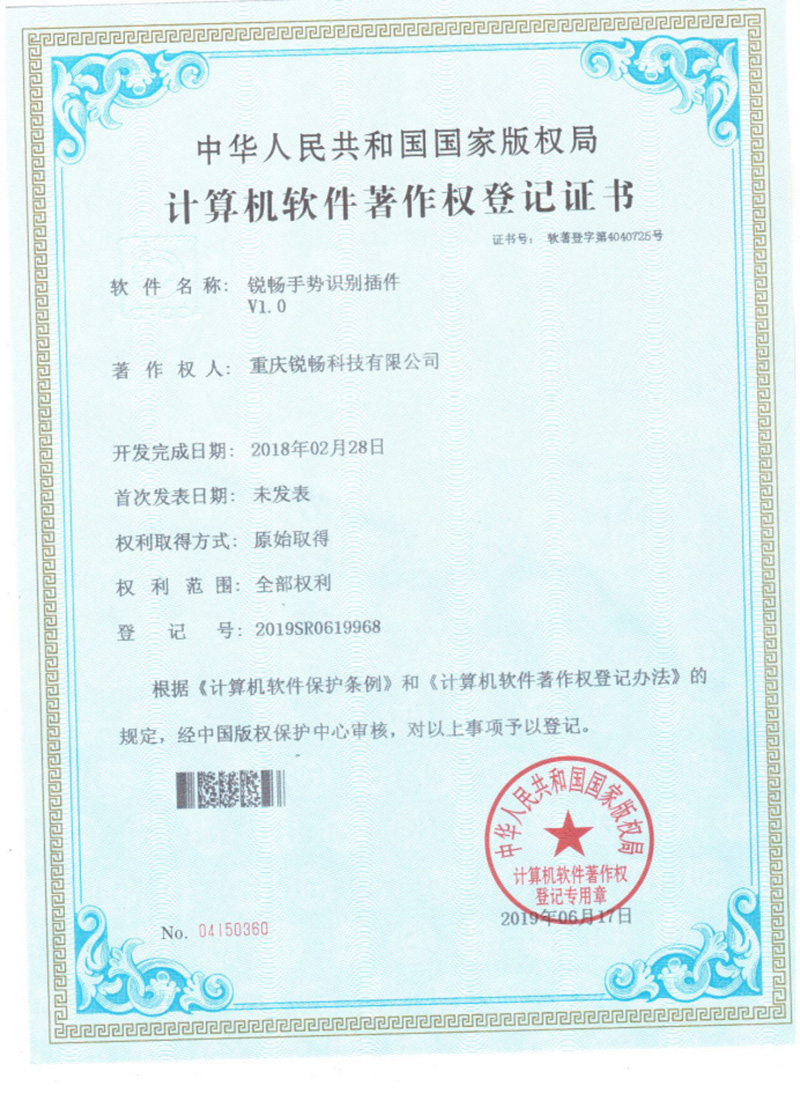 中华人民共和国国家版权局
计算机软件著作权登记证书
证书号： 软著登字第4040725号
软件名称： 锐畅手势识别插件
V1.0
著作权人： 重庆锐畅科技有限公司
开发完成日期： 2018年02月28日
首次发表日期： 未发表
权利取得方式： 原始取得
权利范围： 全部权利
登记号： 2019SR0619968
根据《计算机软件保护条例》和《计算机软件著作权登记办法》的
规定，经中国版权保护中心审核，对以上事项予以登记。
中华人民共和国国家版权局
计算机软件著作权
登记专用章
2019年06月17日
No. 04150360